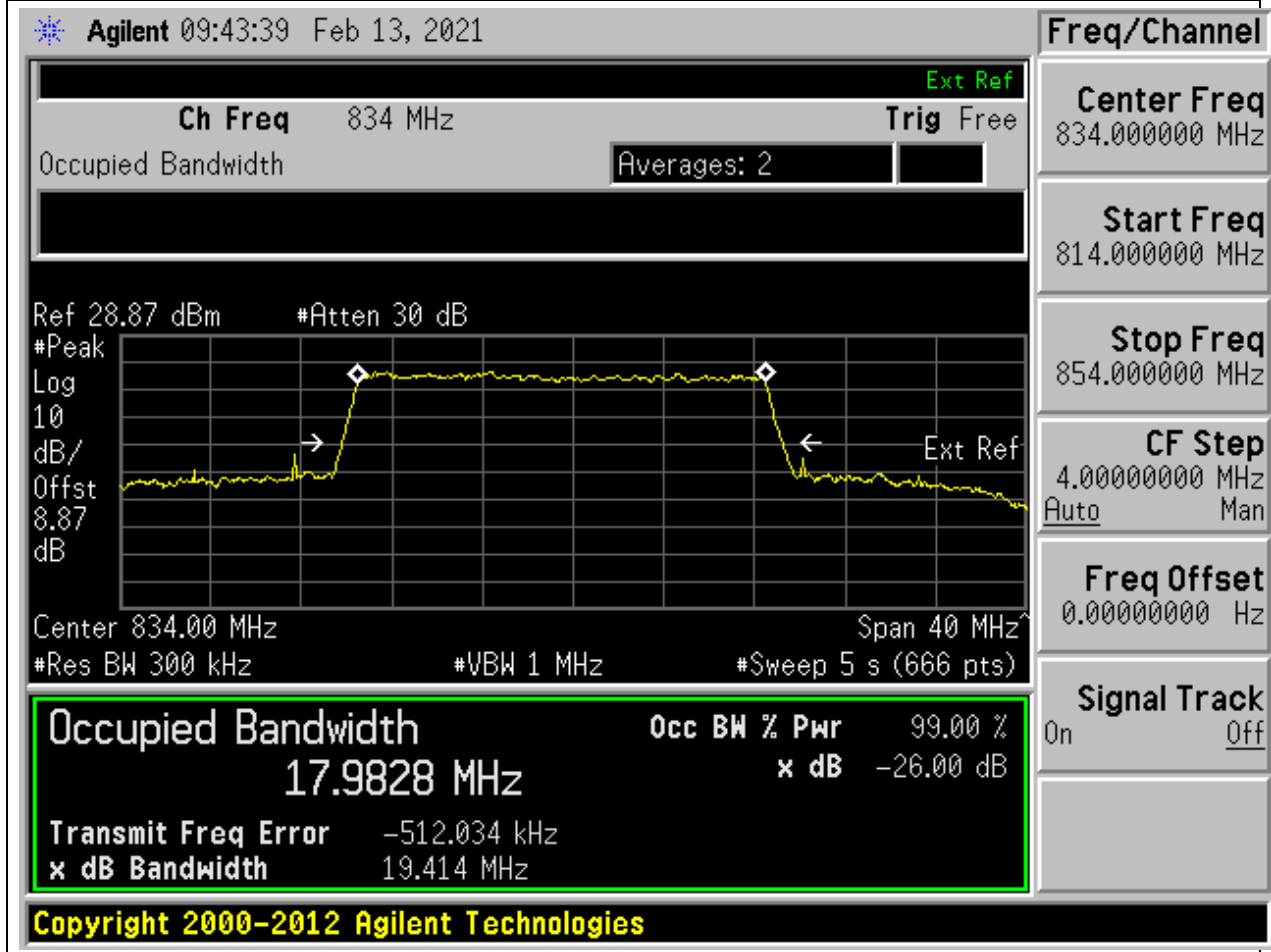 Agilent 09:43:39 Feb 13, 2021
Ext Ref
Ch Freq 834 MHz Trig Free
Occupied Bandwidth Averages: 2
Ref 28.87 dBm #Atten 30 dB
#Peak
Log
10
dB/
Offst
8.87
dB
Ext Ref
Center 834.00 MHz Span 40 MHz^
#Res BW 300 kHz #VBW 1 MHz #Sweep 5 s (666 pts)
Occupied Bandwidth
17.9828 MHz
Occ BW % Pwr 99.00 %
x dB -26.00 dB
Transmit Freq Error -512.034 kHz
x dB Bandwidth 19.414 MHz
Copyright 2000-2012 Agilent Technologies
Freq/Channel
Center Freq
834.000000 MHz
Start Freq
814.000000 MHz
Stop Freq
854.000000 MHz
CF Step
4.00000000 MHz
Auto Man
Freq Offset
0.00000000 Hz
Signal Track
On Off